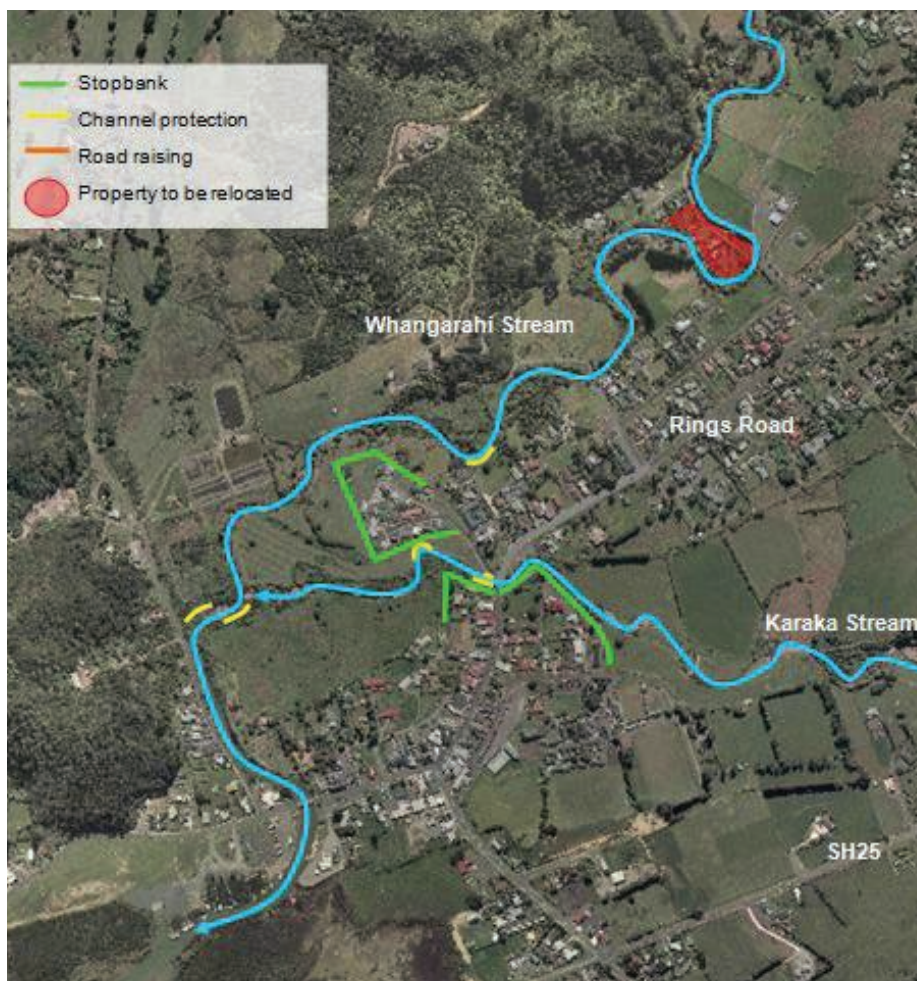 Stopbank
Channel protection
Road raising
Property to be relocated
Whangarahi Stream
Rings Road
Karaka Stream
SH25